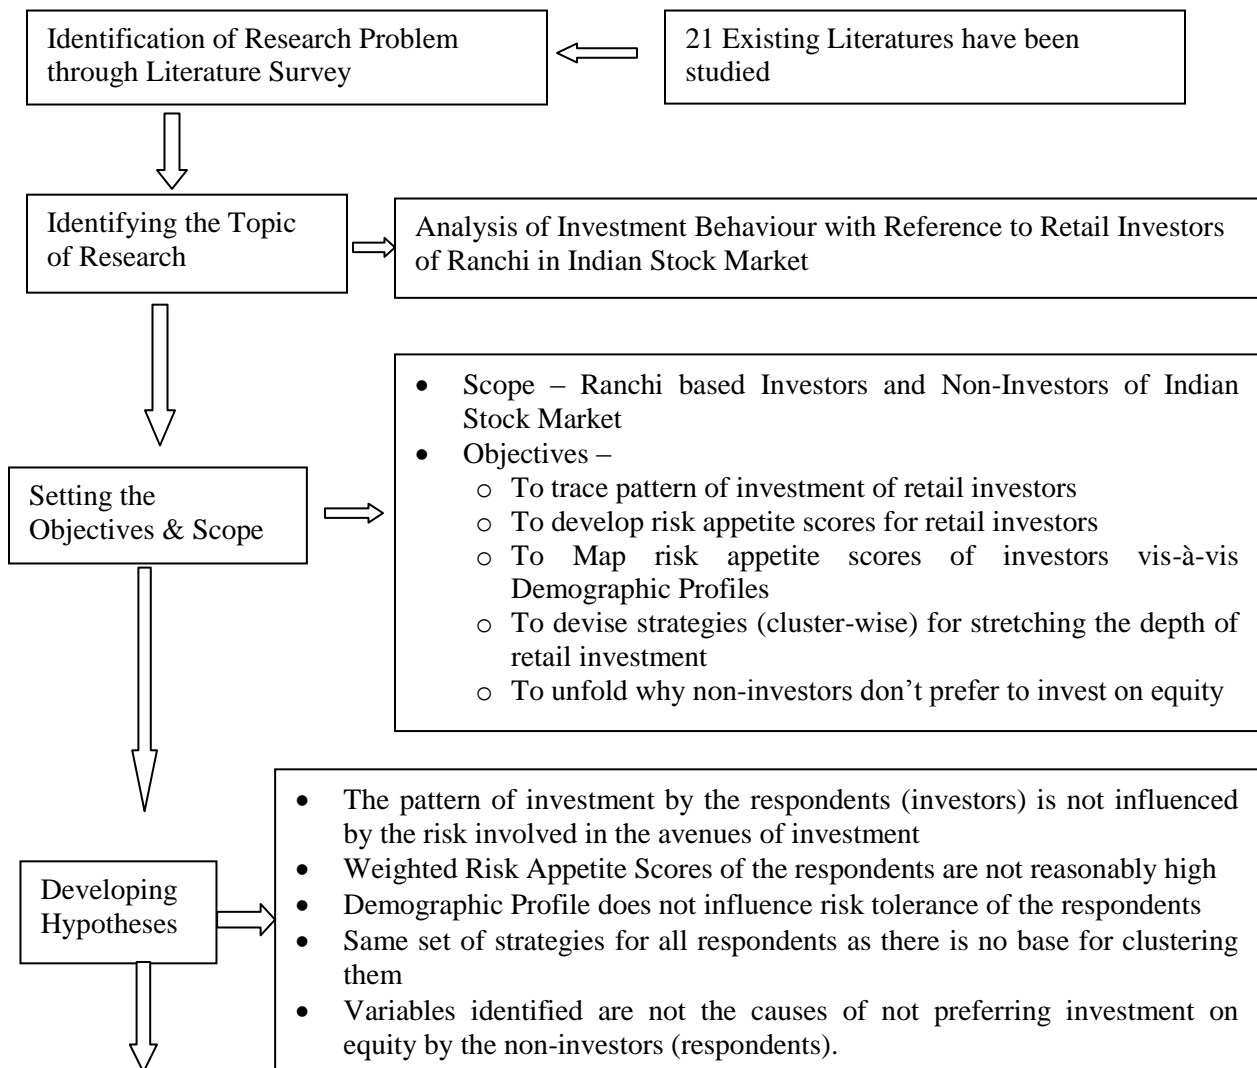 Identification of Research Problem
through Literature Survey
21 Existing Literatures have been
studied
Identifying the Topic
of Research
Analysis of Investment Behaviour with Reference to Retail Investors
of Ranchi in Indian Stock Market
Setting the
Objectives & Scope
• Scope – Ranchi based Investors and Non-Investors of Indian
Stock Market
• Objectives –
o To trace pattern of investment of retail investors
o To develop risk appetite scores for retail investors
o To Map risk appetite scores of investors vis-à-vis
Demographic Profiles
o To devise strategies (cluster-wise) for stretching the depth of
retail investment
o To unfold why non-investors don’t prefer to invest on equity
Developing
Hypotheses
• The pattern of investment by the respondents (investors) is not influenced
by the risk involved in the avenues of investment
• Weighted Risk Appetite Scores of the respondents are not reasonably high
• Demographic Profile does not influence risk tolerance of the respondents
• Same set of strategies for all respondents as there is no base for clustering
them
• Variables identified are not the causes of not preferring investment on
equity by the non-investors (respondents).